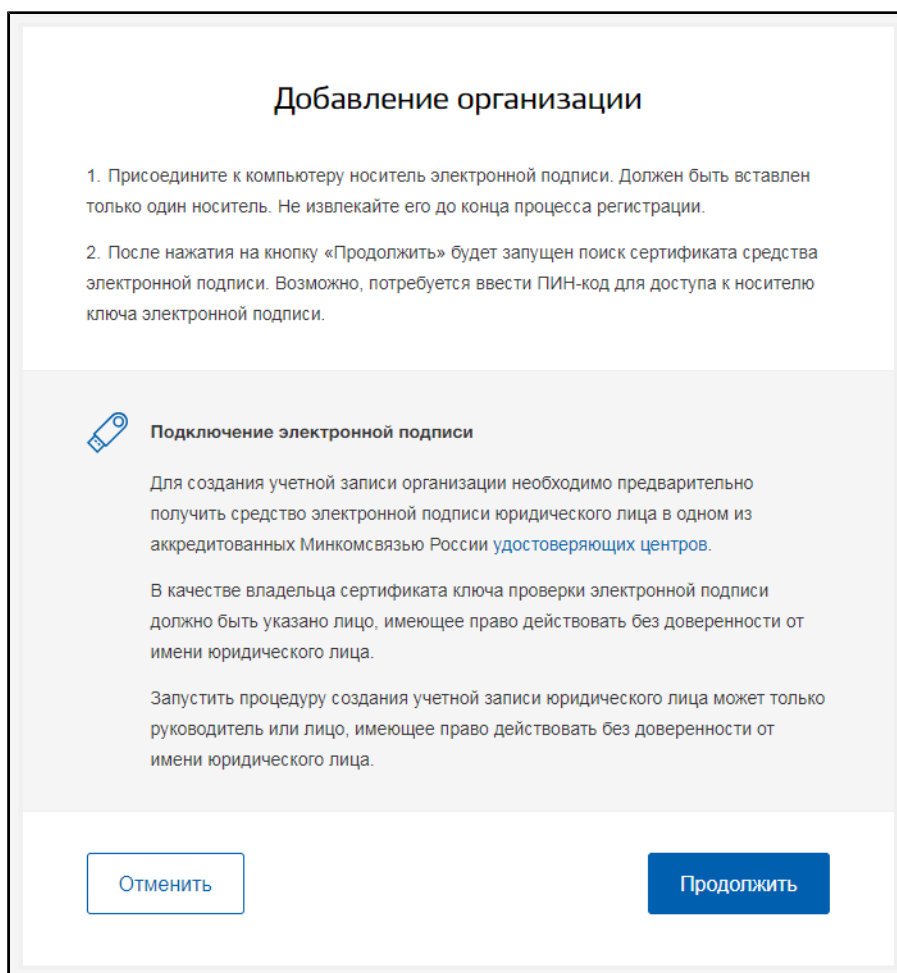 Добавление организации
1. Присоедините к компьютеру носитель электронной подписи. Должен быть вставлен
только один носитель. Не извлекайте его до конца процесса регистрации.
2. После нажатия на кнопку «Продолжить» будет запущен поиск сертификата средства
электронной подписи. Возможно, потребуется ввести ПИН-код для доступа к носителю
ключа электронной подписи.
Подключение электронной подписи
Для создания учетной записи организации необходимо предварительно
получить средство электронной подписи юридического лица в одном из
аккредитованных Минкомсвязью России удостоверяющих центров.
В качестве владельца сертификата ключа проверки электронной подписи
должно быть указано лицо, имеющее право действовать без доверенности от
имени юридического лица.
Запустить процедуру создания учетной записи юридического лица может только
руководитель или лицо, имеющее право действовать без доверенности от
имени юридического лица.
Отменить
Продолжить